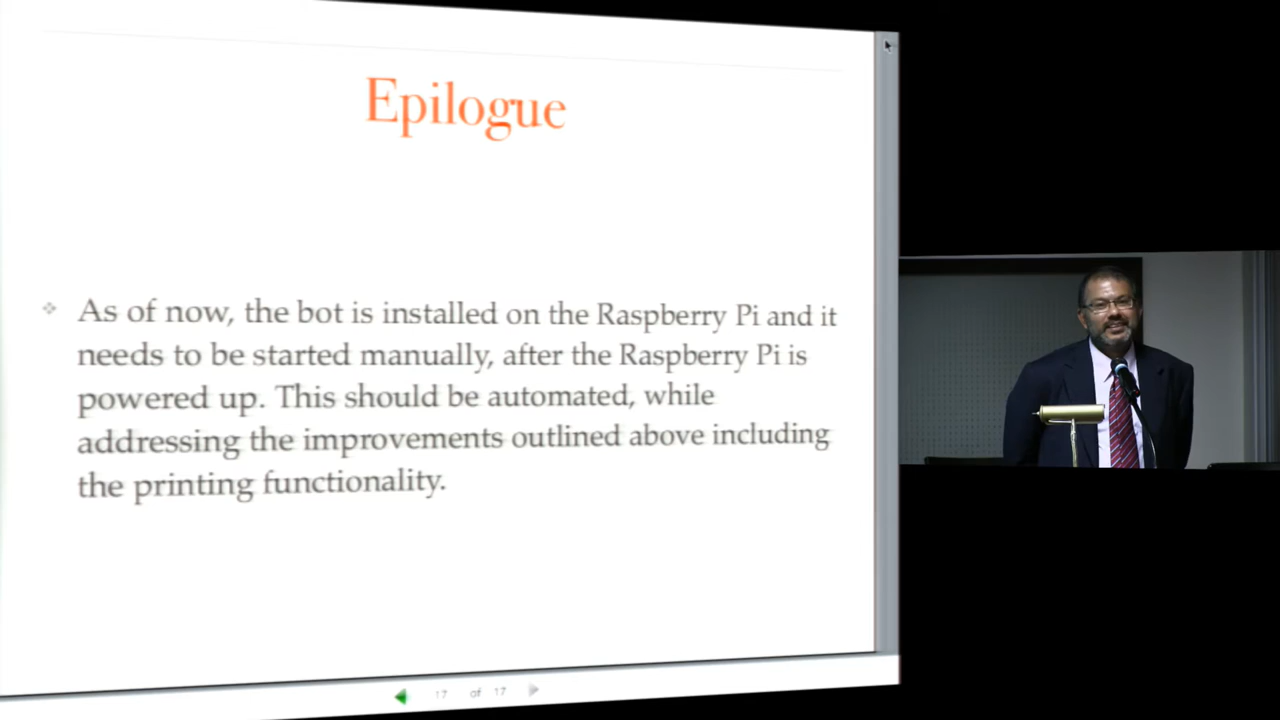 Epilogue
As of now, the bot is installed on the Raspberry Pi and it
needs to be started manually, after the Raspberry Pi is
powered up. This should be automated, while
addressing the improvements outlined above including
the printing functionality.
17 of 17